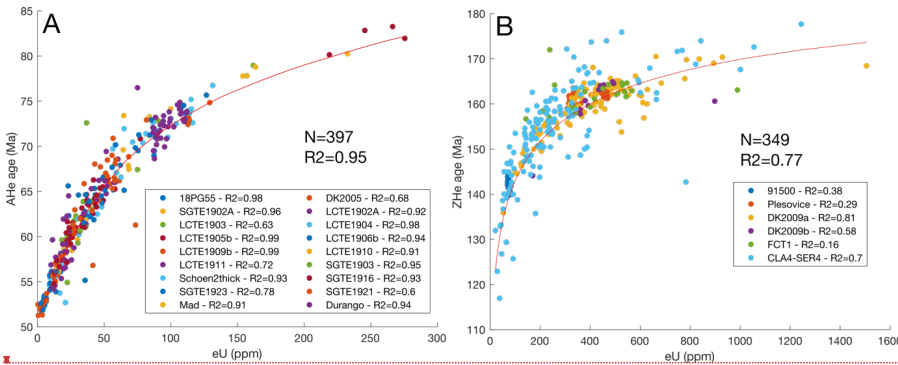 A
B
85
80
75
70
65
60
55
50
AHe age (Ma)
N=397
R2=0.95
18PG55 - R2=0.98
DK2005 - R2=0.68
SGTE1902A - R2=0.96
LCTE1902A - R2=0.92
LCTE1903 - R2=0.63
LCTE1904 - R2=0.98
LCTE1905b - R2=0.99
LCTE1906b - R2=0.94
LCTE1909b - R2=0.99
LCTE1910 - R2=0.91
LCTE1911 - R2=0.72
SGTE1903 - R2=0.95
Schoen2thick - R2=0.93
SGTE1916 - R2=0.93
SGTE1923 - R2=0.78
SGTE1921 - R2=0.6
Mad - R2=0.91
Durango - R2=0.94
0 50 100 150 200 250 300
eU (ppm)
180
170
160
150
140
130
120
110
ZHe age (Ma)
N=349
R2=0.77
91500 - R2=0.38
Plesovice - R2=0.29
DK2009a - R2=0.81
DK2009b - R2=0.58
FCT1 - R2=0.16
CLA4-SER4 - R2=0.7
0 200 400 600 800 1000 1200 1400 1600
eU (ppm)